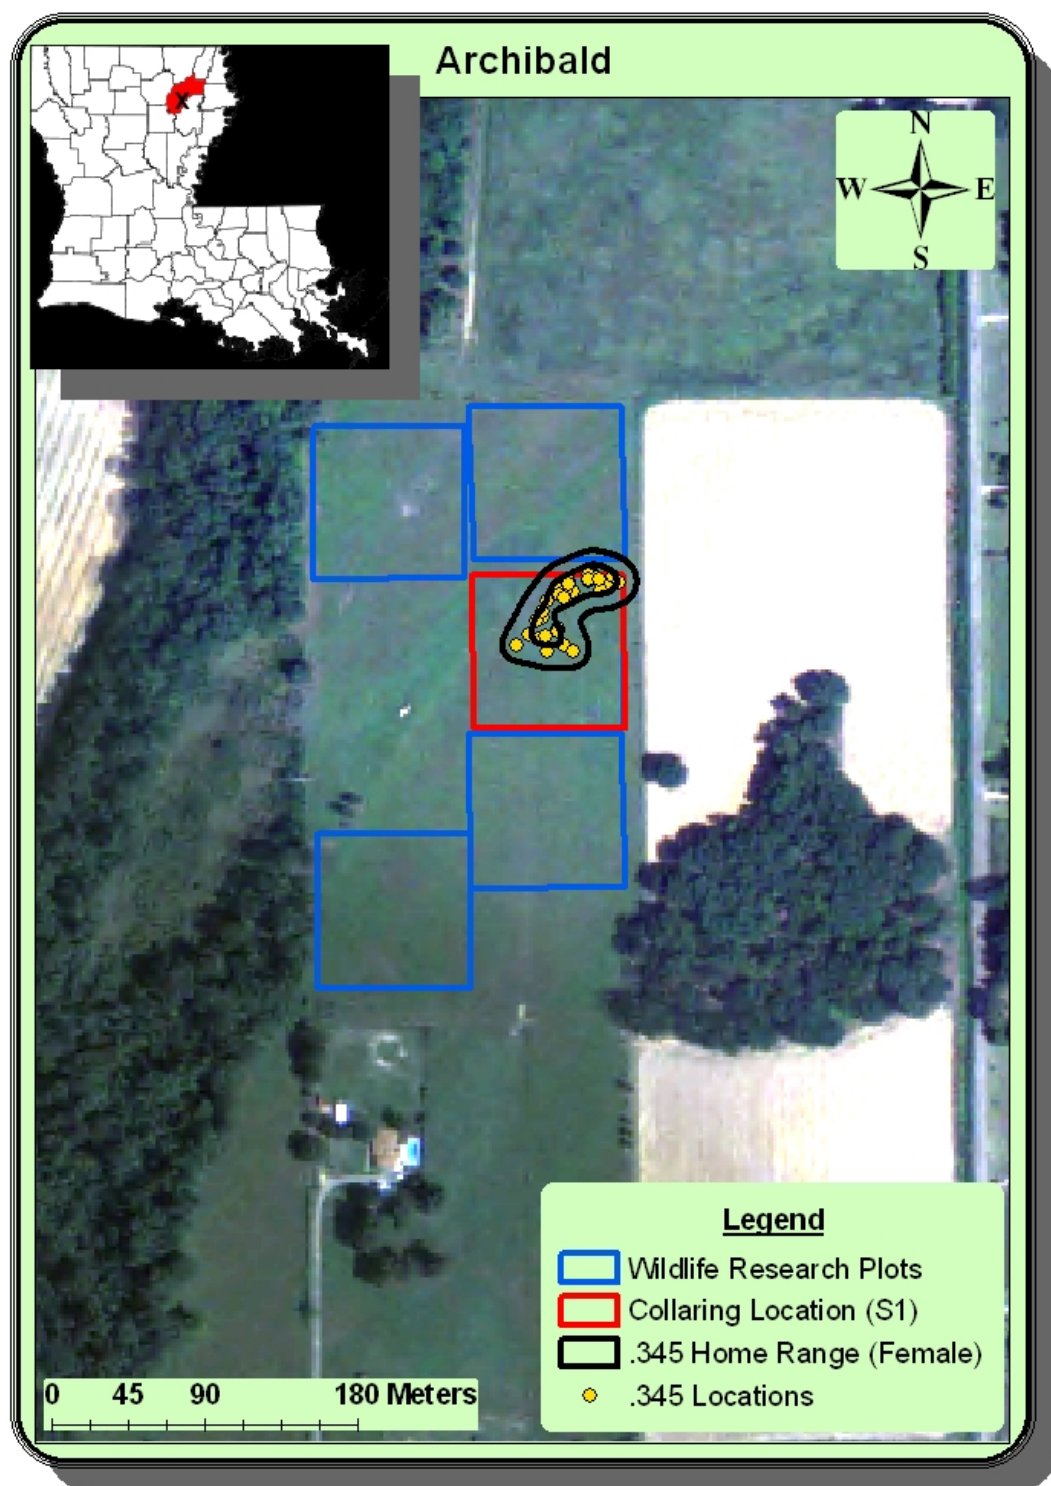 Archibald
X
N
W E
S
Legend
Wildlife Research Plots
Collaring Location (S1)
.345 Home Range (Female)
.345 Locations
0 45 90 180 Meters